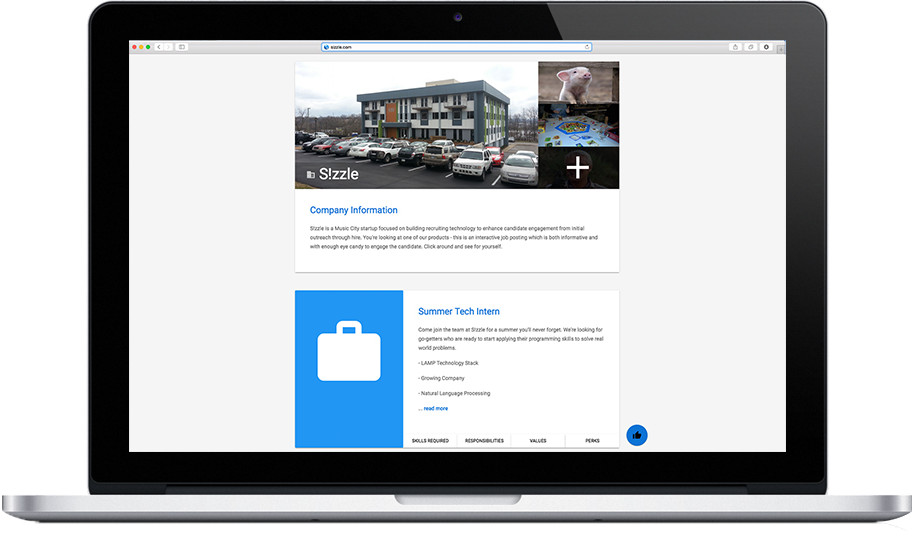 sizzle.com
S!zzle
Company Information
S!zzle is a Music City startup focused on building recruiting technology to enhance candidate engagement from initial
outreach through hire. You're looking at one of our products - this is an interactive job posting which is both informative and
with enough eye candy to engage the candidate. Click around and see for yourself.
Summer Tech Intern
Come join the team at S!zzle for a summer you'll never forget. We're looking for
go-getters who are ready to start applying their programming skills to solve real
world problems.
- LAMP Technology Stack
- Growing Company
- Natural Language Processing
... read more
SKILLS REQUIRED RESPONSIBILITIES VALUES PERKS